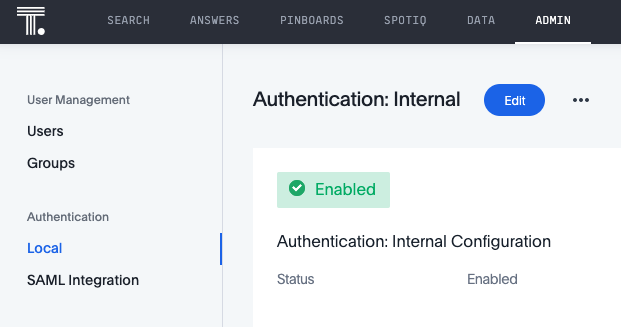 SEARCH ANSWERS PINBOARDS SPOTIQ DATA ADMIN
User Management
Users
Groups
Authentication
Local
SAML Integration
Authentication: Internal Edit
Enabled
Authentication: Internal Configuration
Status Enabled